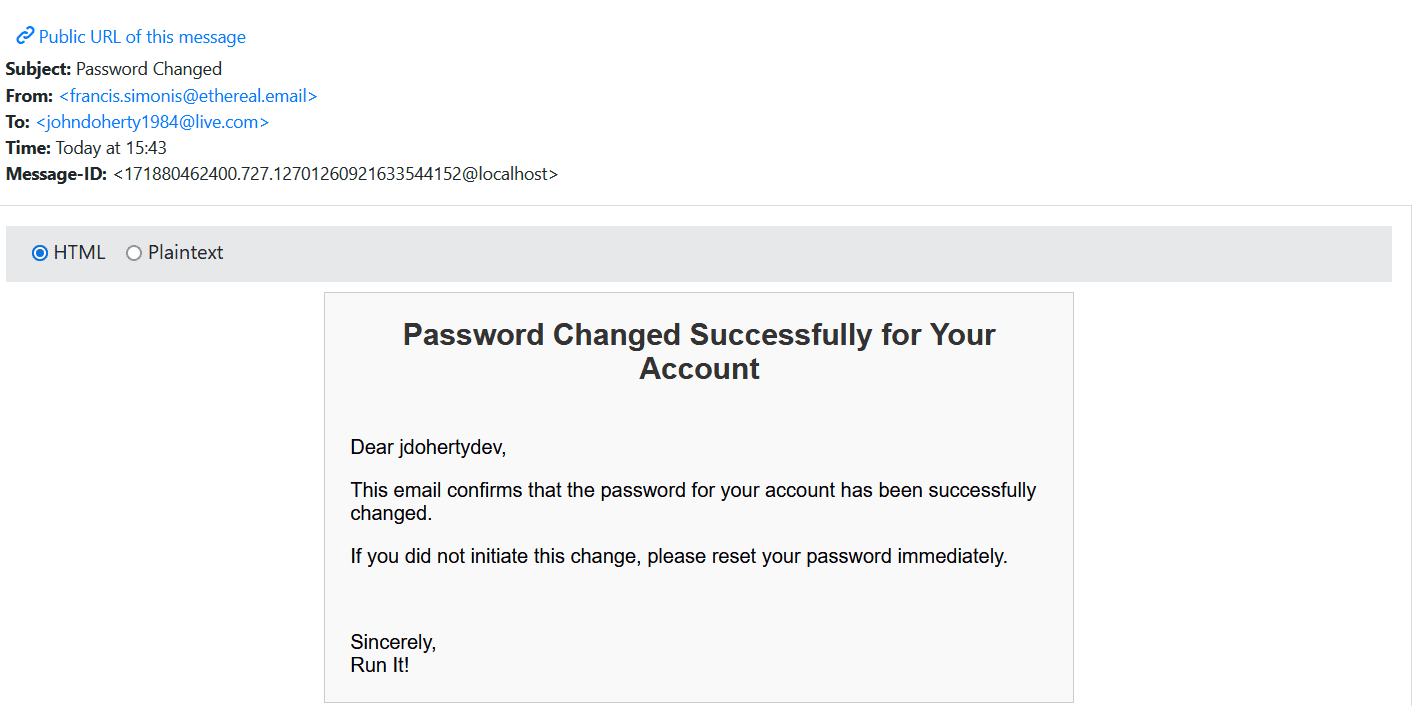 Public URL of this message
Subject: Password Changed
From: <francis.simonis@ethereal.email>
To: <johndoherty1984@live.com>
Time: Today at 15:43
Message-ID: <171880462400.727.12701260921633544152@localhost>
HTML Plaintext
Password Changed Successfully for Your
Account
Dear jdohertydev,
This email confirms that the password for your account has been successfully
changed.
If you did not initiate this change, please reset your password immediately.
Sincerely,
Run It!